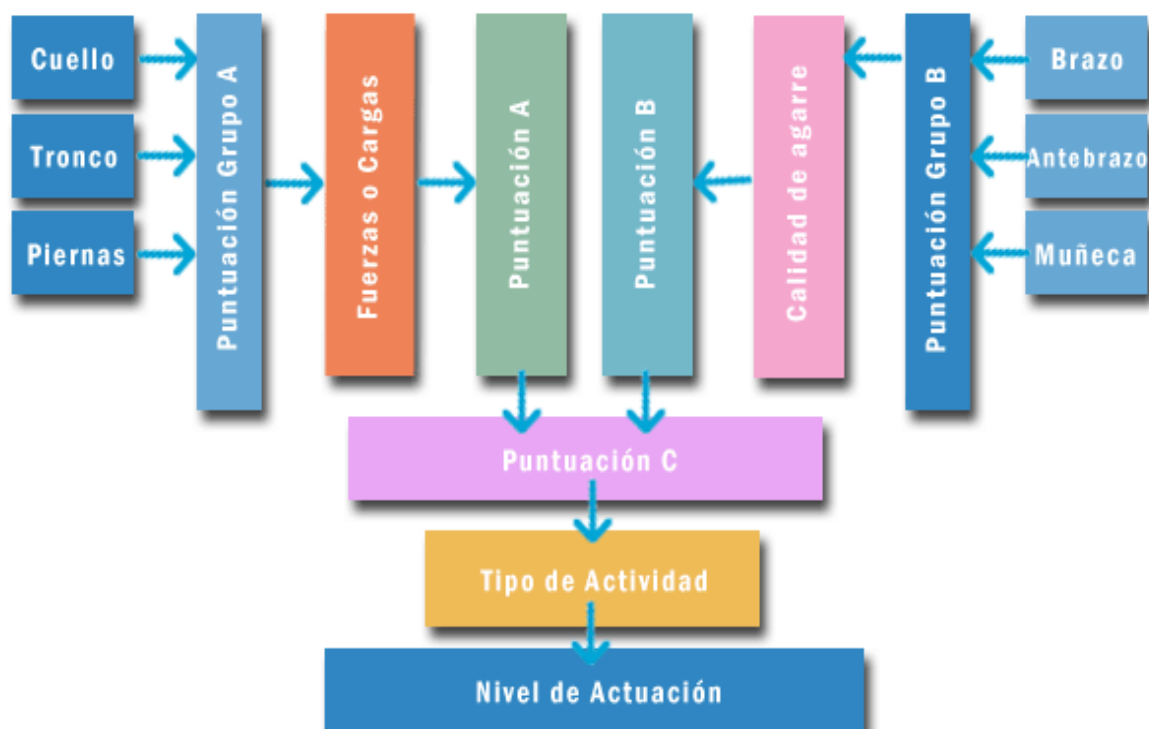 Cuello
Tronco
Piernas
Puntuación Grupo A
Fuerzas o Cargas
Puntuación A
Puntuación B
Calidad de agarre
Puntuación Grupo B
Brazo
Antebrazo
Muñeca
Puntuación C
Tipo de Actividad
Nivel de Actuación